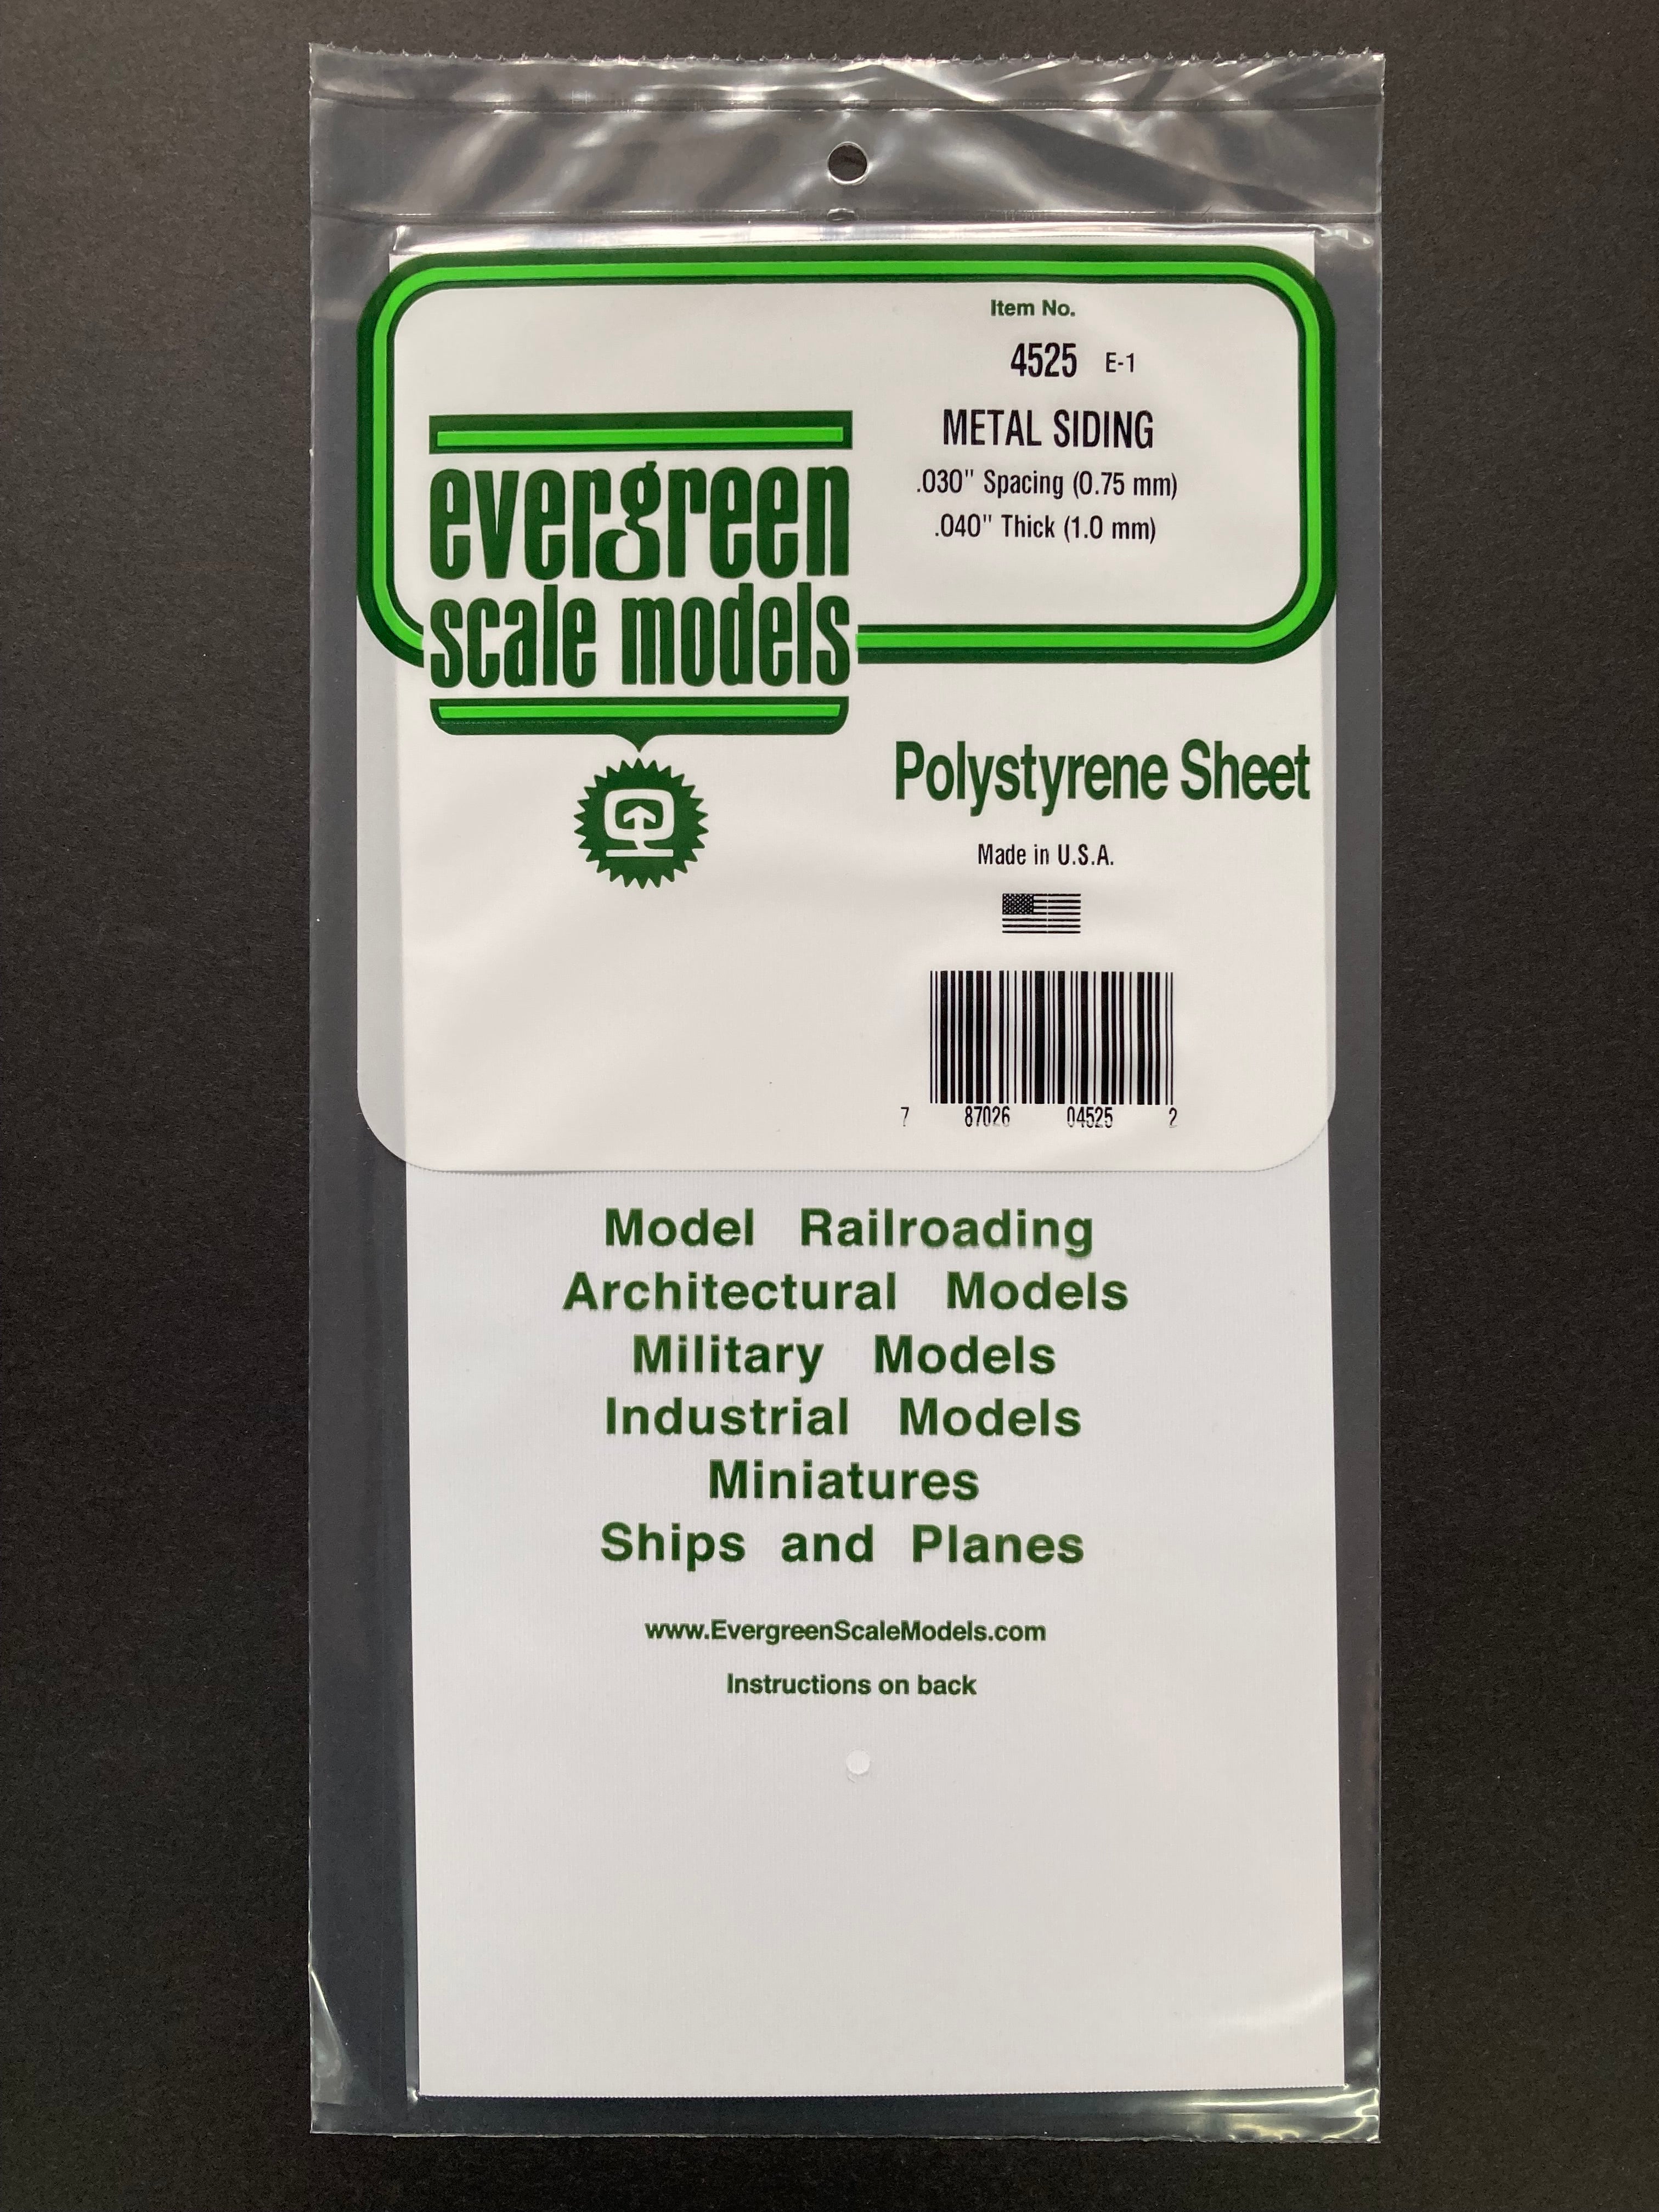 Item No.
4525 E-1
METAL SIDING
.030" Spacing (0.75 mm)
.040" Thick (1.0 mm)
evergreen
scale models
Polystyrene Sheet
Made in U.S.A.
7 87026 04525 2
Model Railroading
Architectural Models
Military Models
Industrial Models
Miniatures
Ships and Planes
www.EvergreenScaleModels.com
Instructions on back